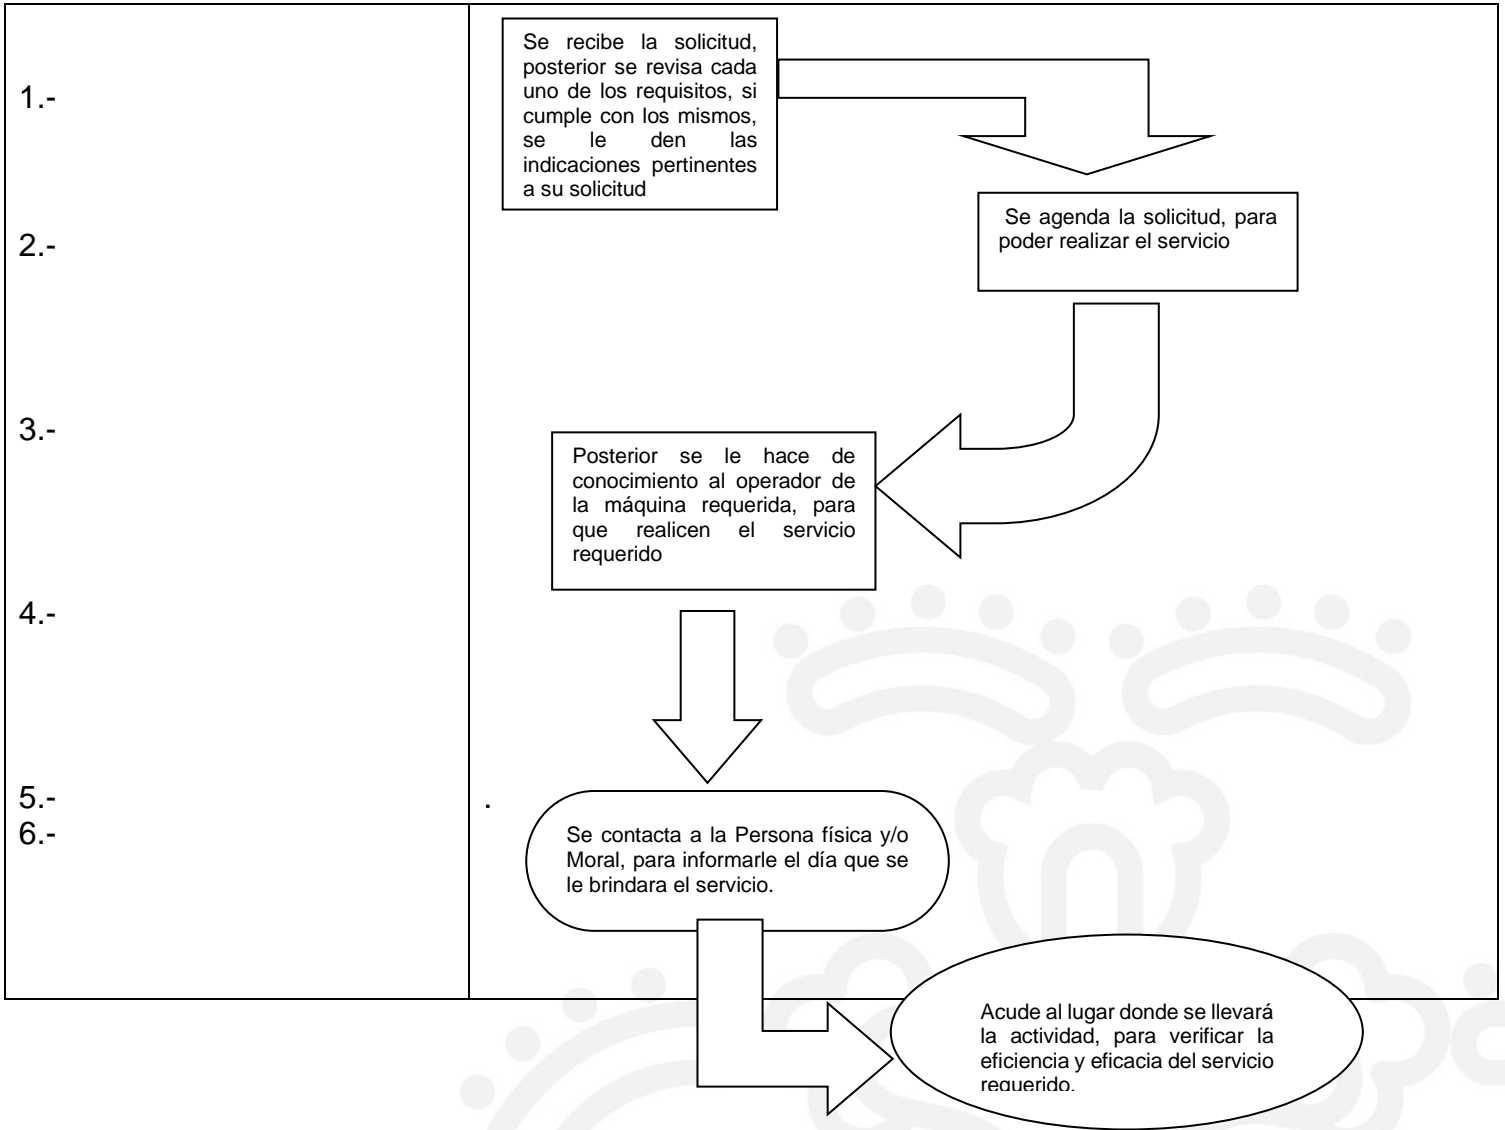 1.-
Se recibe la solicitud,
posterior se revisa cada
uno de los requisitos, si
cumple con los mismos,
se le den las
indicaciones pertinentes
a su solicitud
2.-
Se agenda la solicitud, para
poder realizar el servicio
3.-
Posterior se le hace de
conocimiento al operador de
la máquina requerida, para
que realicen el servicio
requerido
4.-
5.-
.
6.-
Se contacta a la Persona física y/o
Moral, para informarle el día que se
le brindara el servicio.
Acude al lugar donde se llevará
la actividad, para verificar la
eficiencia y eficacia del servicio
requerido.